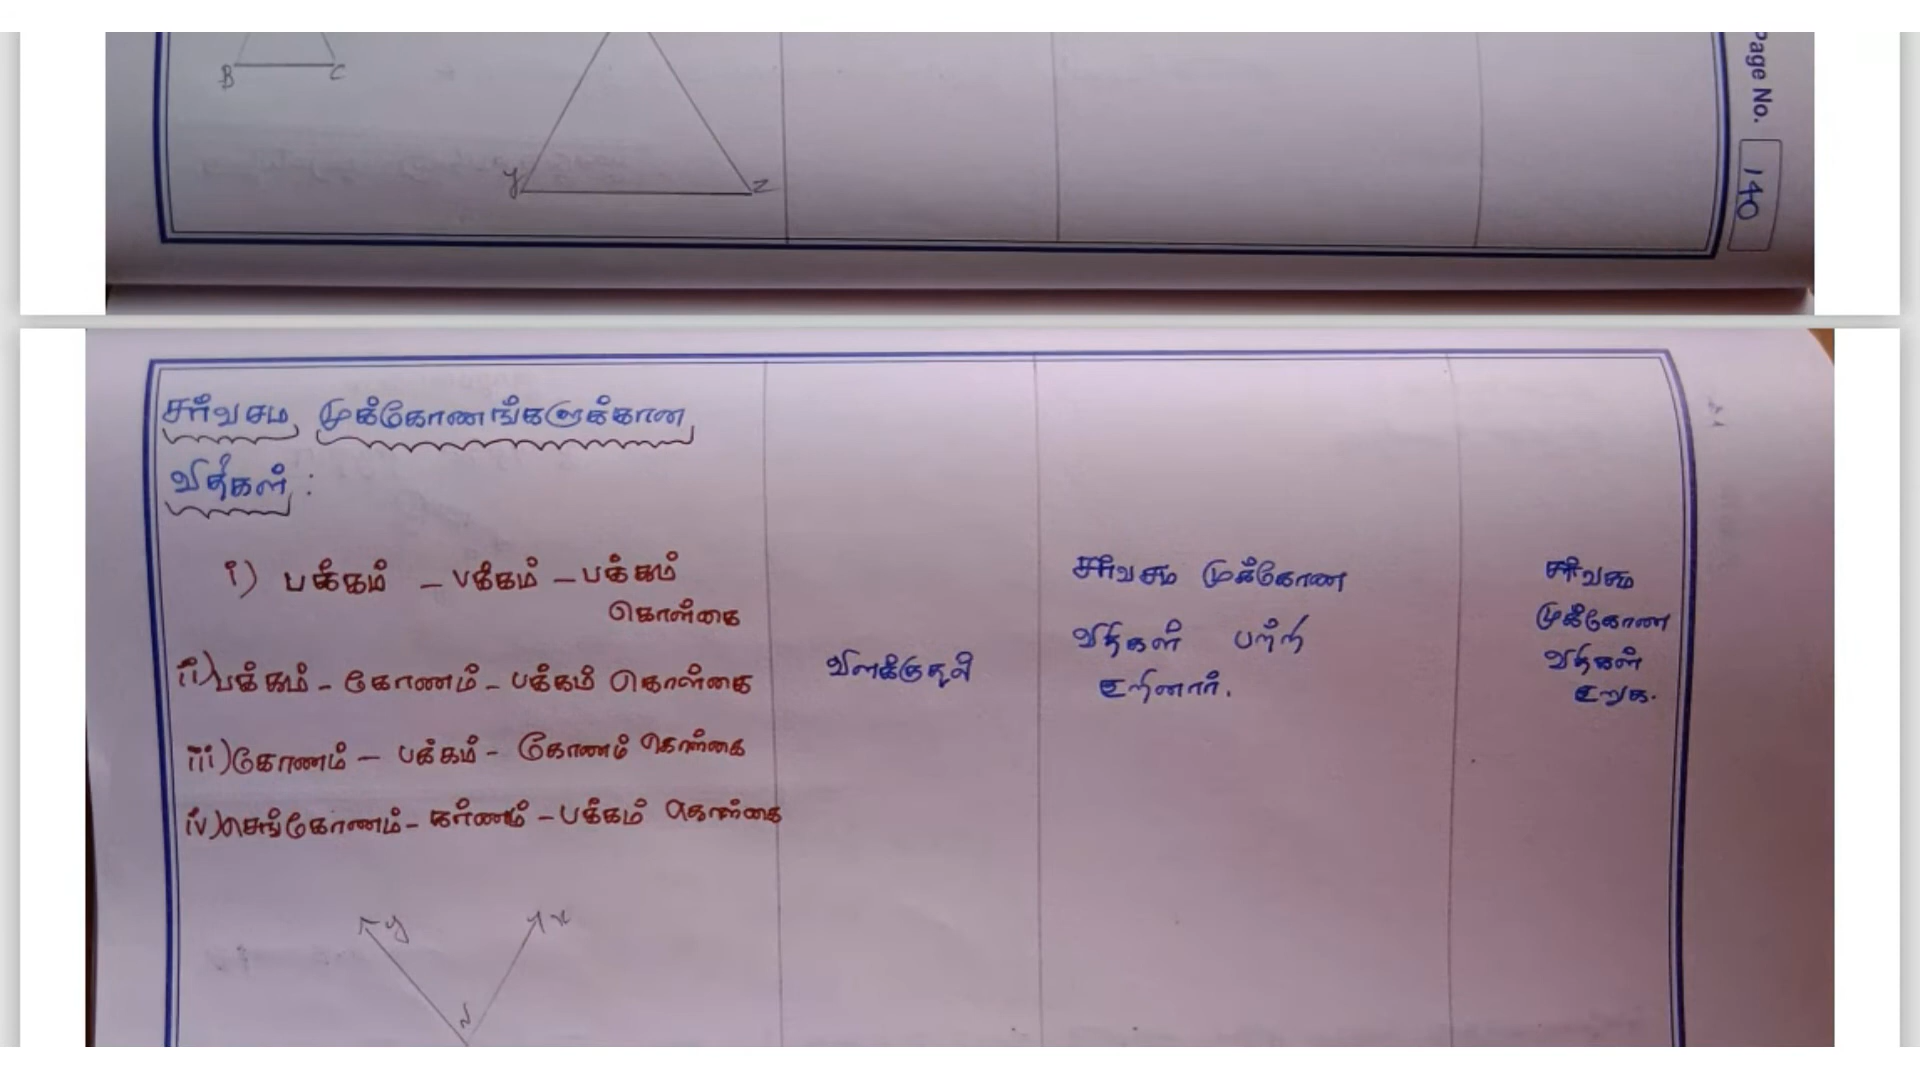 B C
y z
Page No. 140
சர்வசம முக்கோணங்களுக்கான
விதிகள் :
i) பக்கம் - பக்கம் - பக்கம்
கொள்கை
ii) பக்கம் - கோணம் - பக்கம் கொள்கை
iii) கோணம் - பக்கம் - கோணம் கொள்கை
iv) செங்கோணம் - கர்ணம் - பக்கம் கொள்கை
விளக்குதல்
சர்வசம முக்கோண
விதிகள் பற்றி
கூறினார்.
சர்வசம
முக்கோண
விதிகள்
கூறுக.
y x